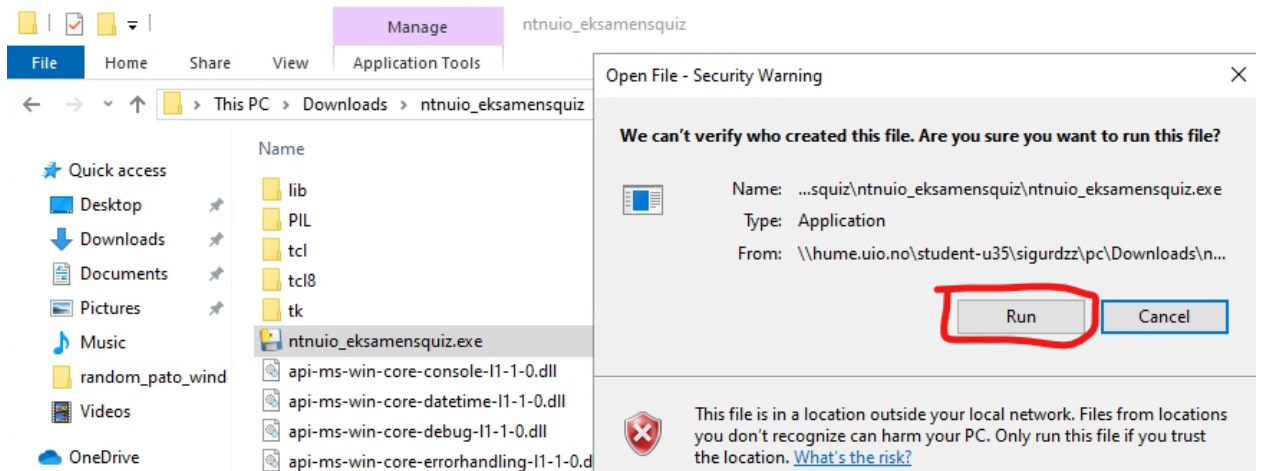 Manage
ntnuio_eksamensquiz
File Home Share View Application Tools
This PC > Downloads > ntnuio_eksamensquiz
Quick access
Desktop
Downloads
Documents
Pictures
Music
random_pato_wind
Videos
OneDrive
Name
lib
PIL
tcl
tcl8
tk
ntnuio_eksamensquiz.exe
api-ms-win-core-console-l1-1-0.dll
api-ms-win-core-datetime-l1-1-0.dll
api-ms-win-core-debug-l1-1-0.dll
api-ms-win-core-errorhandling-l1-1-0.d
Open File - Security Warning
We can't verify who created this file. Are you sure you want to run this file?
Name: ...squiz\ntnuio_eksamensquiz\ntnuio_eksamensquiz.exe
Type: Application
From: \\hume.uio.no\student-u35\sigurdzz\pc\Downloads\n...
Run Cancel
This file is in a location outside your local network. Files from locations
you don't recognize can harm your PC. Only run this file if you trust
the location. What's the risk?